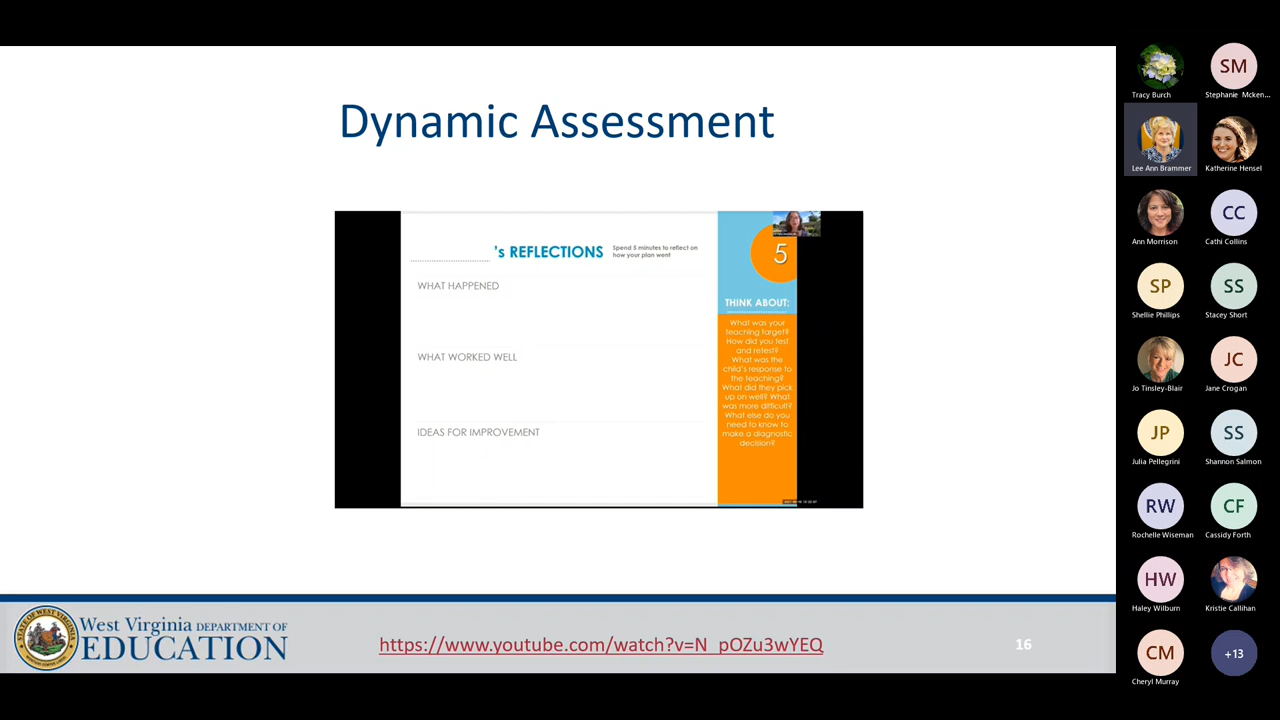 Dynamic Assessment
's REFLECTIONS
Spend 5 minutes to reflect on
how your plan went
WHAT HAPPENED
WHAT WORKED WELL
IDEAS FOR IMPROVEMENT
5
THINK ABOUT:
What was your
teaching target?
How did you test
and retest?
What was the
child's response to
the teaching?
What did they pick
up on well? What
was more difficult?
What else do you
need to know to
make a diagnostic
decision?
West Virginia DEPARTMENT OF
EDUCATION
https://www.youtube.com/watch?v=N_pOZu3wYEQ
16
Tracy Burch
SM
Stephanie Mcken...
Lee Ann Brammer
Katherine Hensel
Ann Morrison
CC
Cathi Collins
SP
Shellie Phillips
SS
Stacey Short
Jo Tinsley-Blair
JC
Jane Crogan
JP
Julia Pellegrini
SS
Shannon Salmon
RW
Rochelle Wiseman
CF
Cassidy Forth
HW
Haley Wilburn
Kristie Callihan
CM
Cheryl Murray
+13